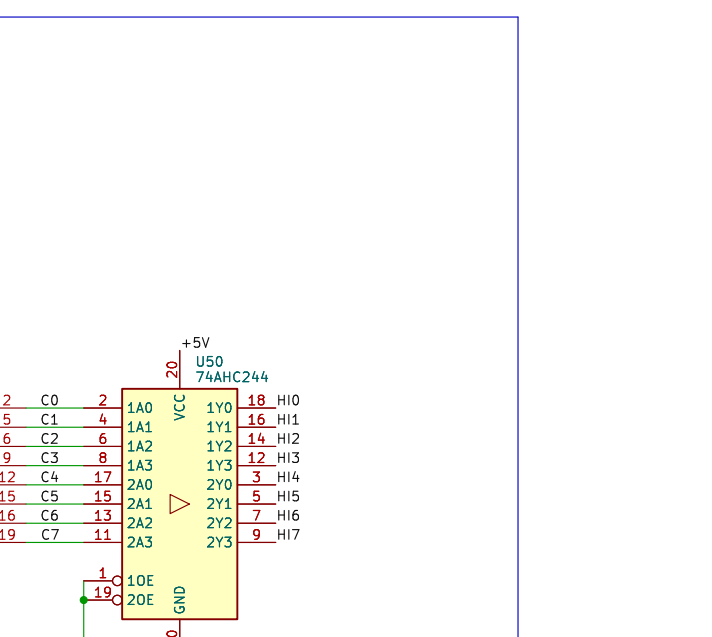 +5V
20
U50
74AHC244
VCC
2 C0 2 1A0 1Y0 18 HI0
5 C1 4 1A1 1Y1 16 HI1
6 C2 6 1A2 1Y2 14 HI2
9 C3 8 1A3 1Y3 12 HI3
12 C4 17 2A0 2Y0 3 HI4
15 C5 15 2A1 2Y1 5 HI5
16 C6 13 2A2 2Y2 7 HI6
19 C7 11 2A3 2Y3 9 HI7
1 1OE
19 2OE
GND